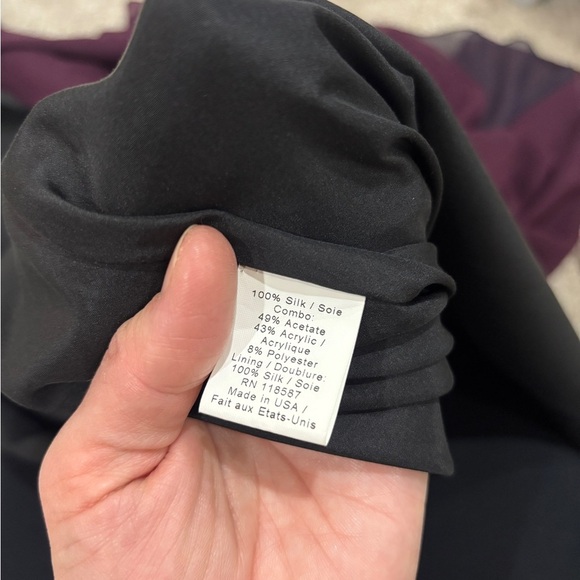 100% Silk / Soie
Combo:
49% Acetate
43% Acrylic /
Acrylique
8% Polyester
Lining / Doublure:
100% Silk / Soie
RN 118587
Made in USA /
Fait aux Etats-Unis